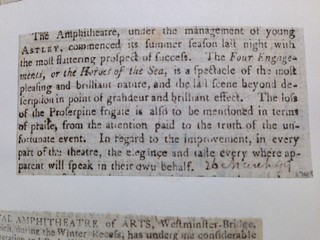 The Amphitheatre, under the management of young
ASTLEY, commenced its summer season last night with
the most flattering prospect of success. The Four Engage-
ments, or the Heroes of the Sea, is a spectacle of the most
pleasing and brilliant nature, and the last scene beyond de-
scription in point of grandeur and brilliant effect. The loss
of the Proserpine frigate is also to be mentioned in terms
of praise, from the attention paid to the truth of the un-
fortunate event. In regard to the improvement, in every
part of the theatre, the elegance and taste every where ap-
parent will speak in their own behalf.
AL AMPHITHEATRE of ARTS, Westminster-Bridge,
during the Winter Recess, has undergone considerable